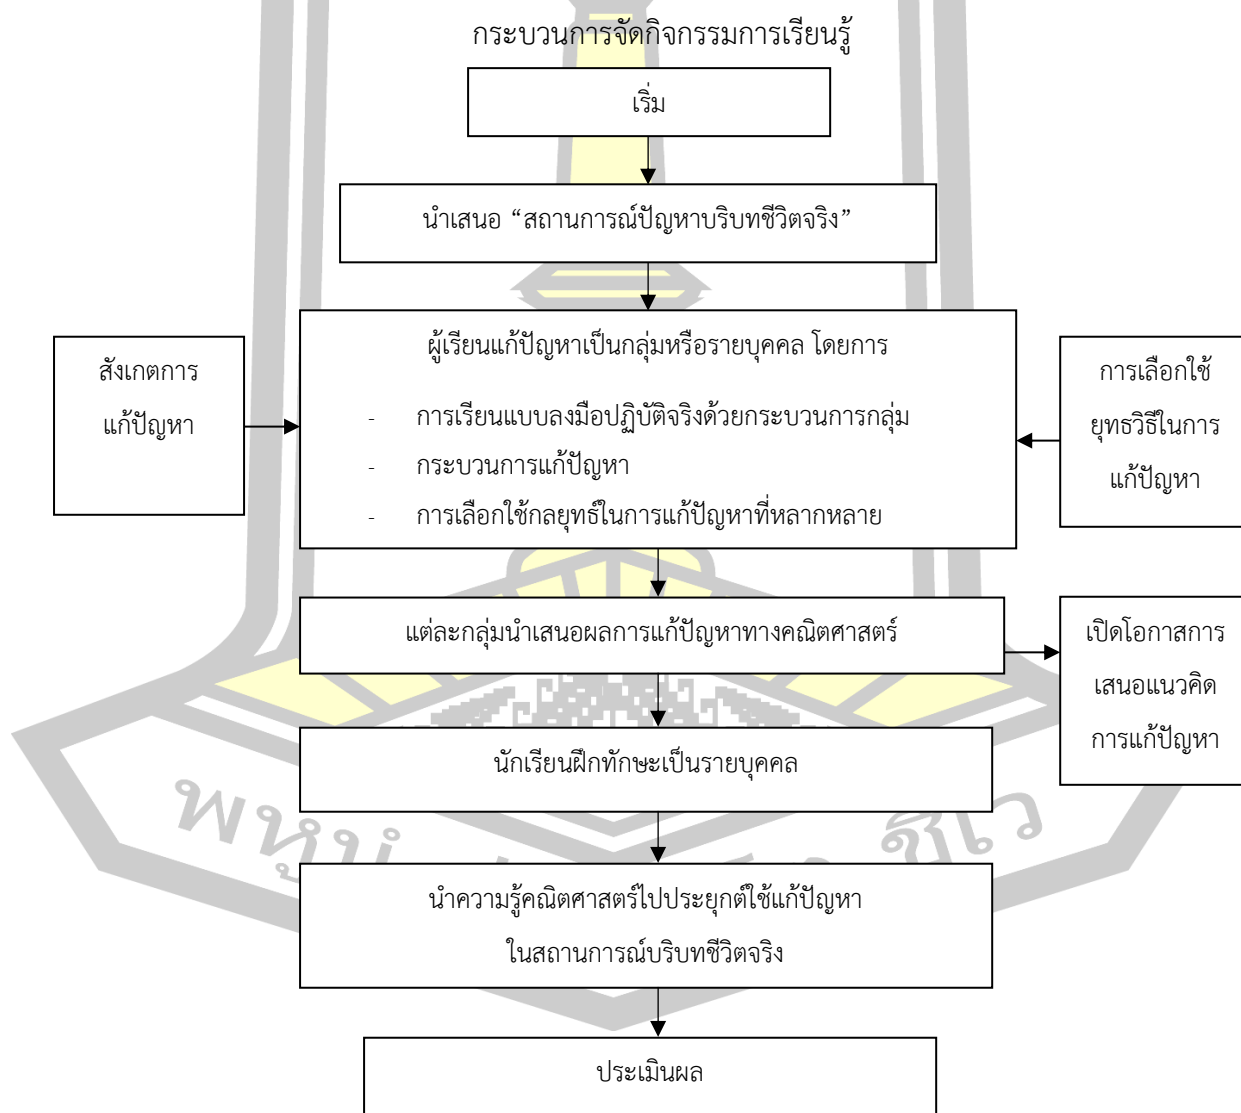 กระบวนการจัดกิจกรรมการเรียนรู้
เริ่ม
นำเสนอ “สถานการณ์ปัญหาบริบทชีวิตจริง”
สังเกตการ
แก้ปัญหา
ผู้เรียนแก้ปัญหาเป็นกลุ่มหรือรายบุคคล โดยการ
- การเรียนแบบลงมือปฏิบัติจริงด้วยกระบวนการกลุ่ม
- กระบวนการแก้ปัญหา
- การเลือกใช้กลยุทธ์ในการแก้ปัญหาที่หลากหลาย
การเลือกใช้
ยุทธวิธีในการ
แก้ปัญหา
แต่ละกลุ่มนำเสนอผลการแก้ปัญหาทางคณิตศาสตร์
เปิดโอกาสการ
เสนอแนวคิด
การแก้ปัญหา
นักเรียนฝึกทักษะเป็นรายบุคคล
นำความรู้คณิตศาสตร์ไปประยุกต์ใช้แก้ปัญหา
ในสถานการณ์บริบทชีวิตจริง
ประเมินผล
ชีเว